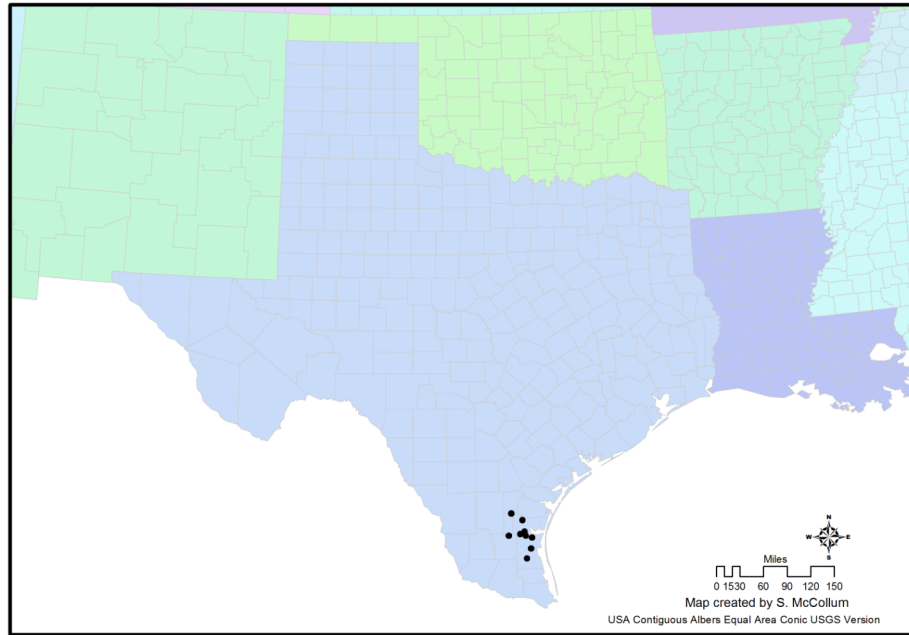 N
W E
S
Miles
0 15 30 60 90 120 150
Map created by S. McCollum
USA Contiguous Albers Equal Area Conic USGS Version